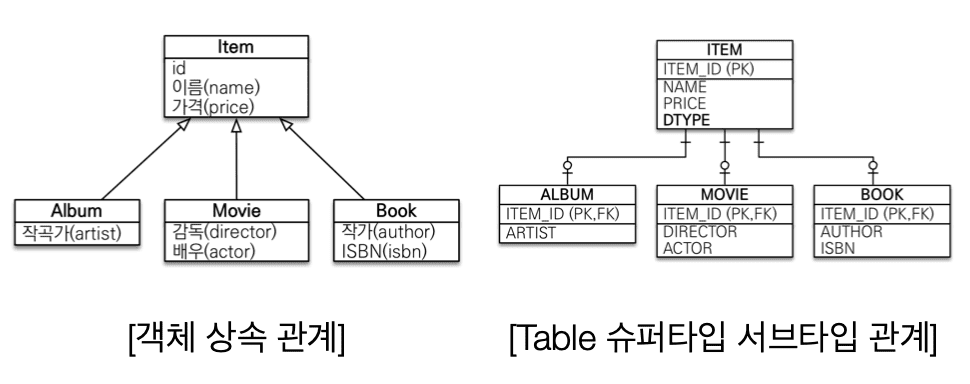 Item
id
이름(name)
가격(price)
Album
작곡가(artist)
Movie
감독(director)
배우(actor)
Book
작가(author)
ISBN(isbn)
[객체 상속 관계]
ITEM
ITEM_ID (PK)
NAME
PRICE
DTYPE
ALBUM
ITEM_ID (PK,FK)
ARTIST
MOVIE
ITEM_ID (PK,FK)
DIRECTOR
ACTOR
BOOK
ITEM_ID (PK,FK)
AUTHOR
ISBN
[Table 슈퍼타입 서브타입 관계]